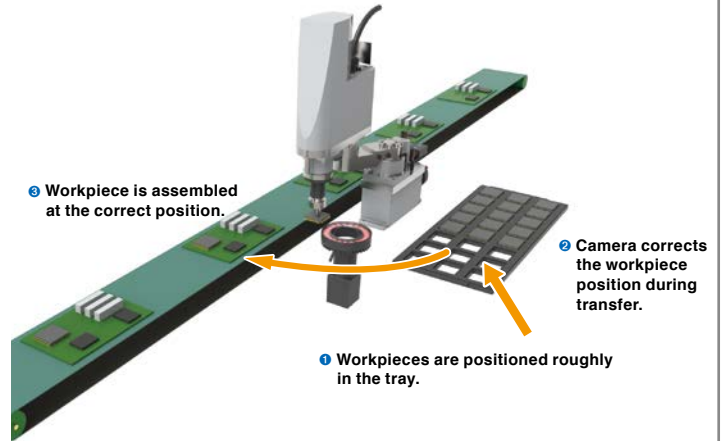 ❸ Workpiece is assembled
at the correct position.
❷ Camera corrects
the workpiece
position during
transfer.
❶ Workpieces are positioned roughly
in the tray.